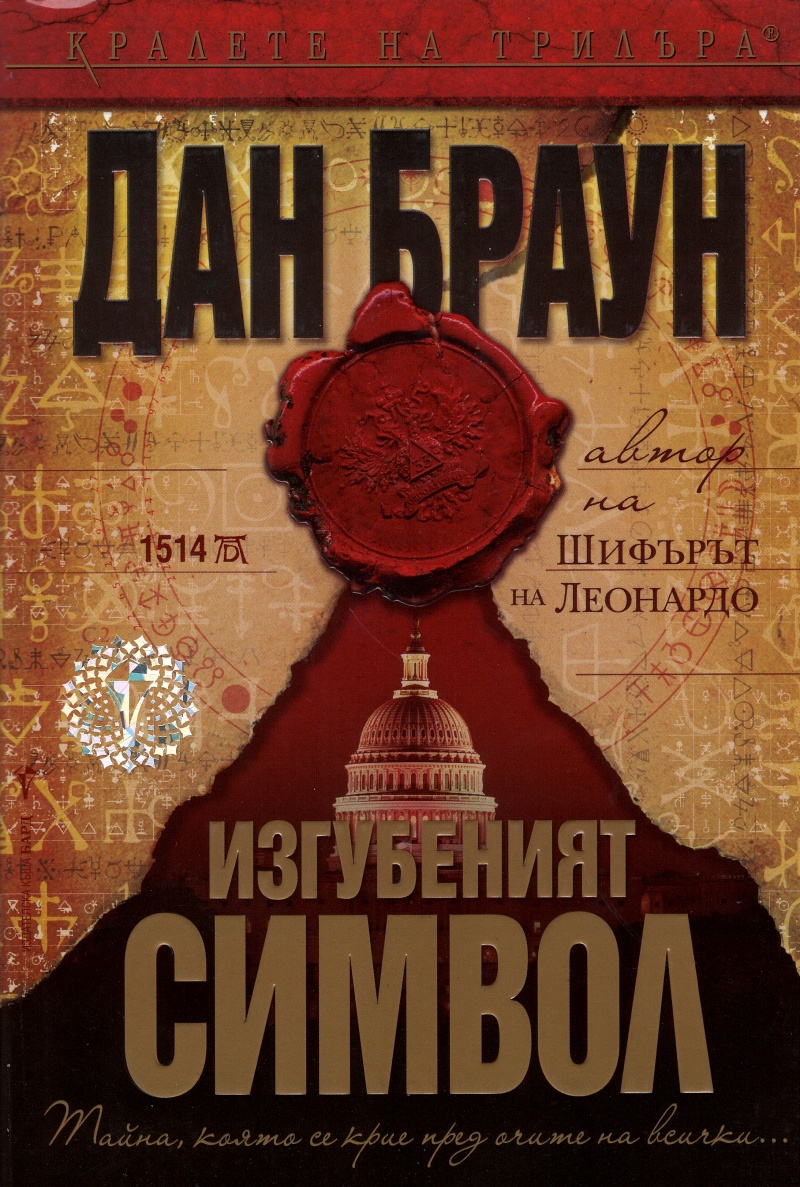 КРАЛЕТЕ НА ТРИЛЪРА®
ДАН БРАУН
автор
на
ШИФЪРЪТ
НА ЛЕОНАРДО
1514
ИЗГУБЕНИЯТ
СИМВОЛ
Тайна, която се крие пред очите на всички...